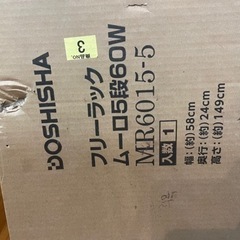 DOSHISHA
フリーラック
ムーロ5段60W
MR6015-5
入数 1
幅:(約)58cm
奥行:(約)24cm
高さ:(約)149cm
3